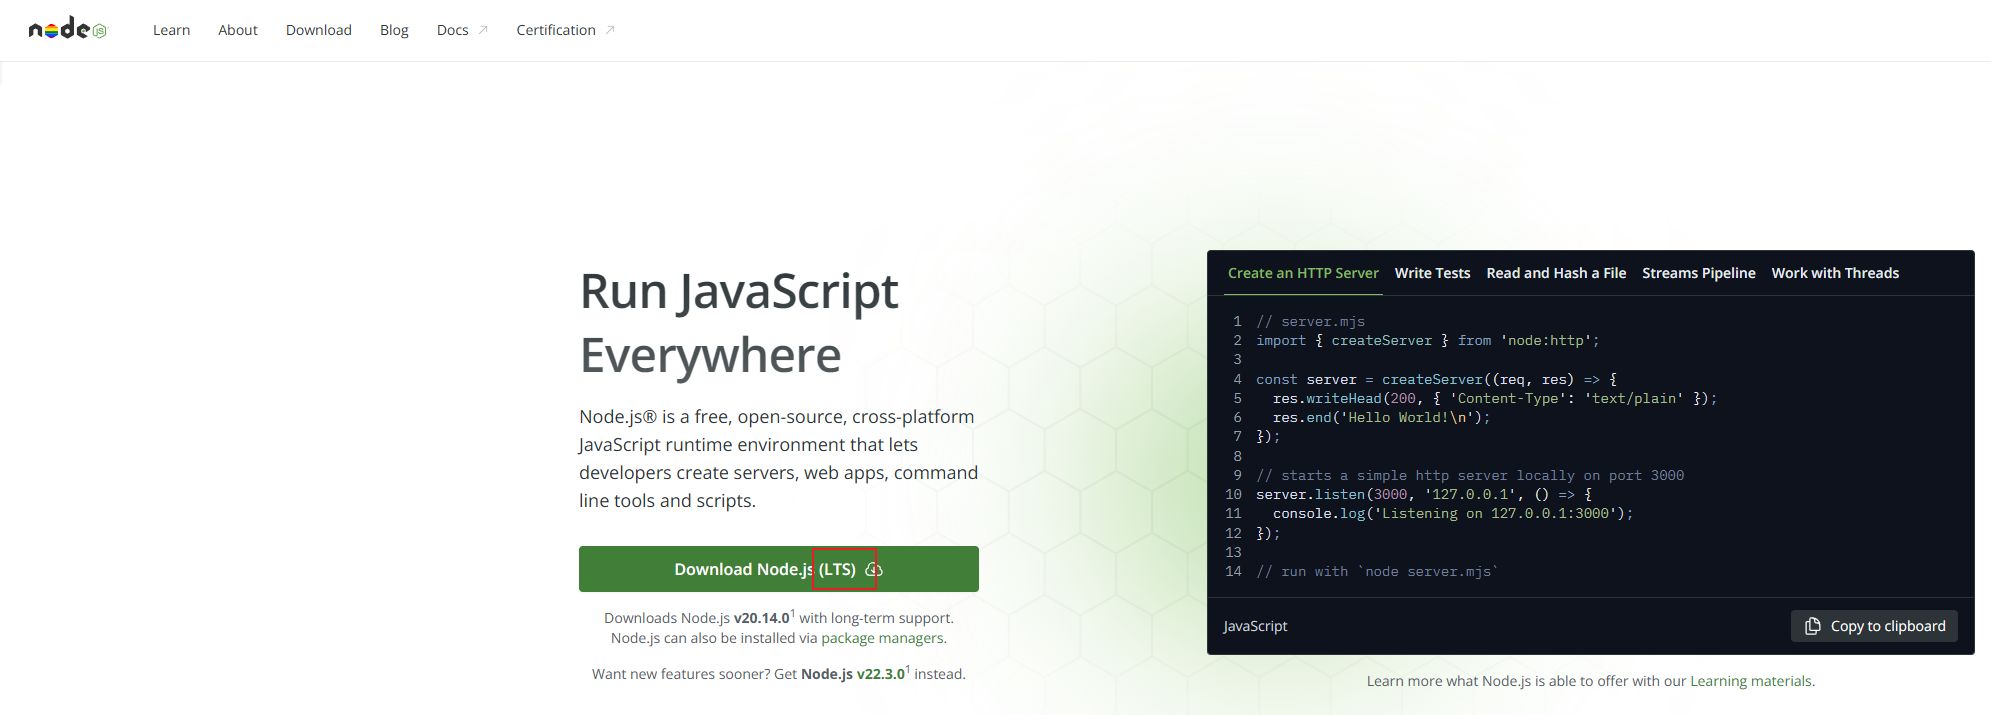 node js
Learn About Download Blog Docs Certification
Run JavaScript
Everywhere
Node.js® is a free, open-source, cross-platform
JavaScript runtime environment that lets
developers create servers, web apps, command
line tools and scripts.
Download Node.js (LTS)
Downloads Node.js v20.14.0¹ with long-term support.
Node.js can also be installed via package managers.
Want new features sooner? Get Node.js v22.3.0¹ instead.
Create an HTTP Server Write Tests Read and Hash a File Streams Pipeline Work with Threads
1 // server.mjs
2 import { createServer } from 'node:http';
3
4 const server = createServer((req, res) => {
5   res.writeHead(200, { 'Content-Type': 'text/plain' });
6   res.end('Hello World!\n');
7 });
8
9 // starts a simple http server locally on port 3000
10 server.listen(3000, '127.0.0.1', () => {
11   console.log('Listening on 127.0.0.1:3000');
12 });
13
14 // run with `node server.mjs`
JavaScript
Copy to clipboard
Learn more what Node.js is able to offer with our Learning materials.